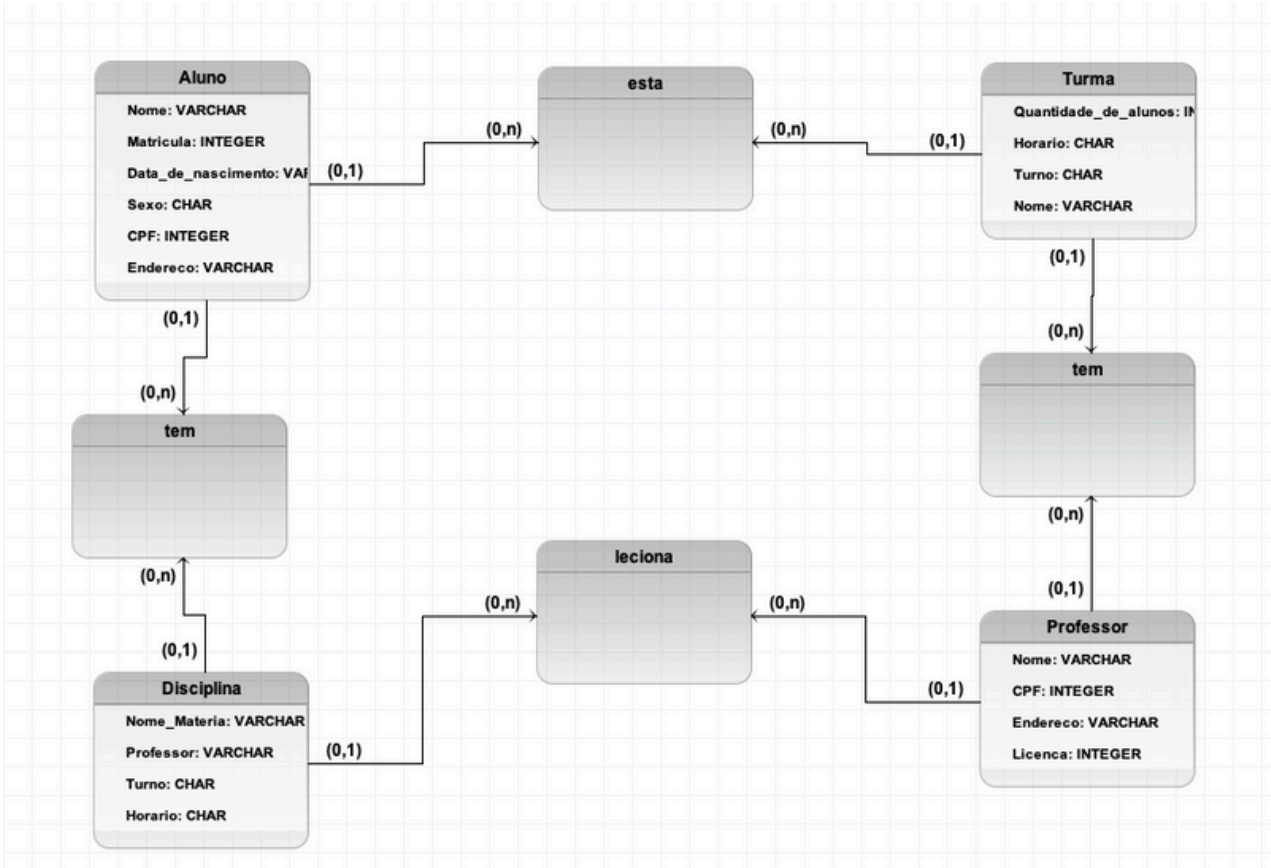 Aluno
Nome: VARCHAR
Matricula: INTEGER
Data_de_nascimento: VAR
Sexo: CHAR
CPF: INTEGER
Endereco: VARCHAR
(0,1)
(0,n)
esta
(0,n)
(0,1)
Turma
Quantidade_de_alunos: IN
Horario: CHAR
Turno: CHAR
Nome: VARCHAR
(0,1)
(0,n)
tem
(0,1)
(0,n)
tem
(0,n)
(0,1)
Disciplina
Nome_Materia: VARCHAR
Professor: VARCHAR
Turno: CHAR
Horario: CHAR
(0,1)
(0,n)
leciona
(0,n)
(0,1)
(0,n)
(0,1)
Professor
Nome: VARCHAR
CPF: INTEGER
Endereco: VARCHAR
Licenca: INTEGER